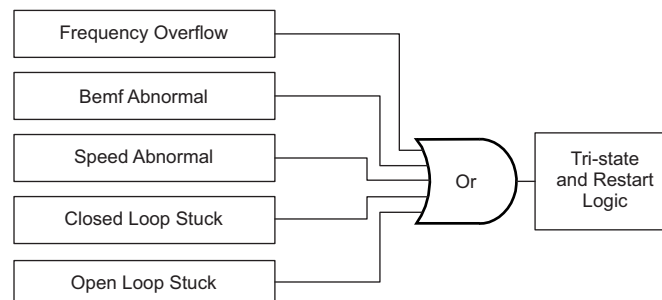 Frequency Overflow
Bemf Abnormal
Speed Abnormal
Closed Loop Stuck
Open Loop Stuck
Or
Tri-state
and Restart
Logic